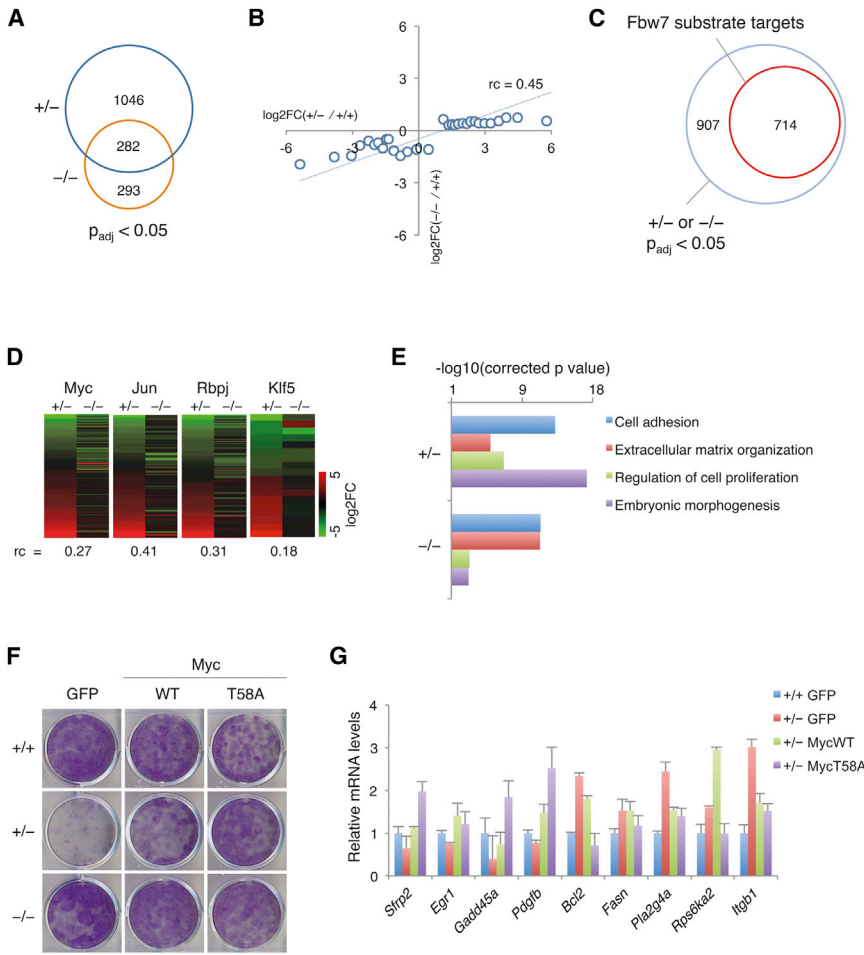 A
+/–
1046
282
–/–
293
padj < 0.05
B
6
3
0
-3
-6
-6
-3
0
3
6
rc = 0.45
log2FC(+/– /+/+)
log2FC(–/– /+/+)
C
Fbw7 substrate targets
907
714
+/– or –/–
padj < 0.05
D
Myc Jun Rbpj Klf5
+/– –/– +/– –/– +/– –/– +/– –/–
5
-5
log2FC
rc = 0.27 0.41 0.31 0.18
E
-log10(corrected p value)
1 9 18
+/–
–/–
Cell adhesion
Extracellular matrix organization
Regulation of cell proliferation
Embryonic morphogenesis
F
Myc
GFP WT T58A
+/+
+/–
–/–
G
Relative mRNA levels
4
3
2
1
0
Sfrp2 Egr1 Gadd45a Pdgfb Bcl2 Fasn Pla2g4a Rps6ka2 Itgb1
+/+ GFP
+/– GFP
+/– MycWT
+/– MycT58A